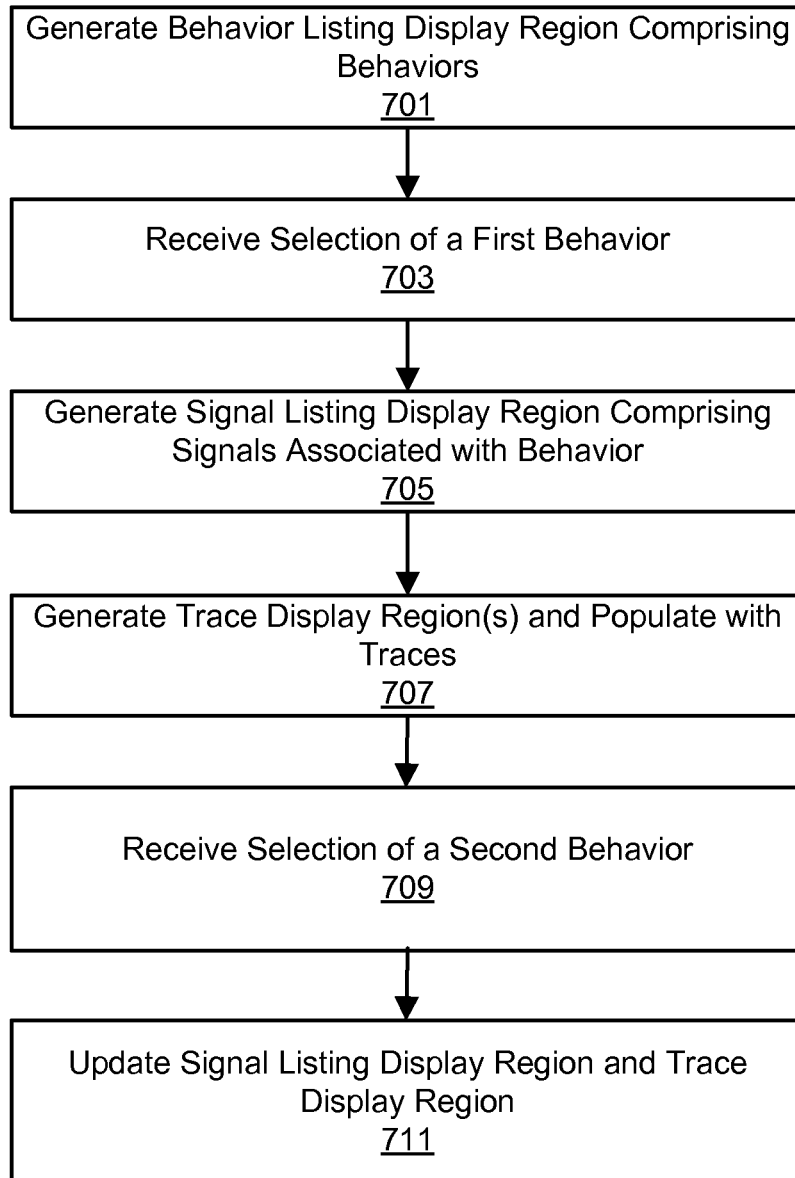 Generate Behavior Listing Display Region Comprising
Behaviors
701
Receive Selection of a First Behavior
703
Generate Signal Listing Display Region Comprising
Signals Associated with Behavior
705
Generate Trace Display Region(s) and Populate with
Traces
707
Receive Selection of a Second Behavior
709
Update Signal Listing Display Region and Trace
Display Region
711